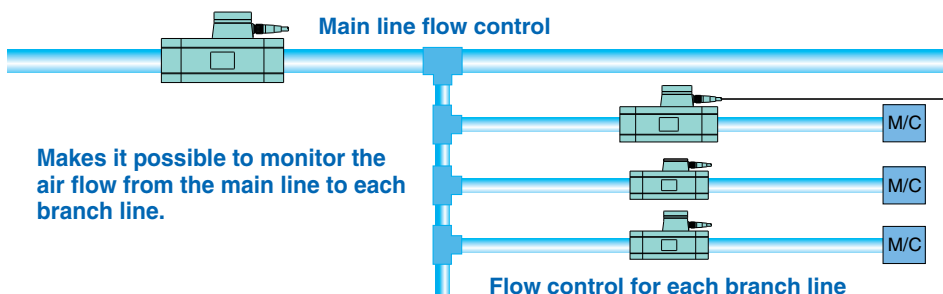 Main line flow control
M/C
Makes it possible to monitor the
air flow from the main line to each
branch line.
M/C
M/C
Flow control for each branch line